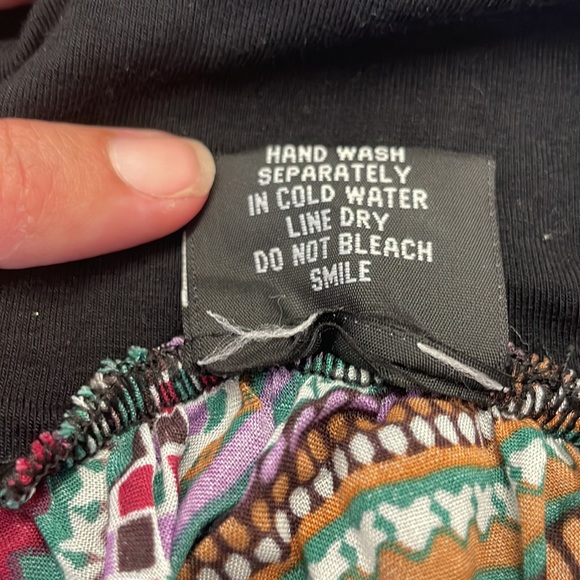 HAND WASH
SEPARATELY
IN COLD WATER
LINE DRY
DO NOT BLEACH
SMILE